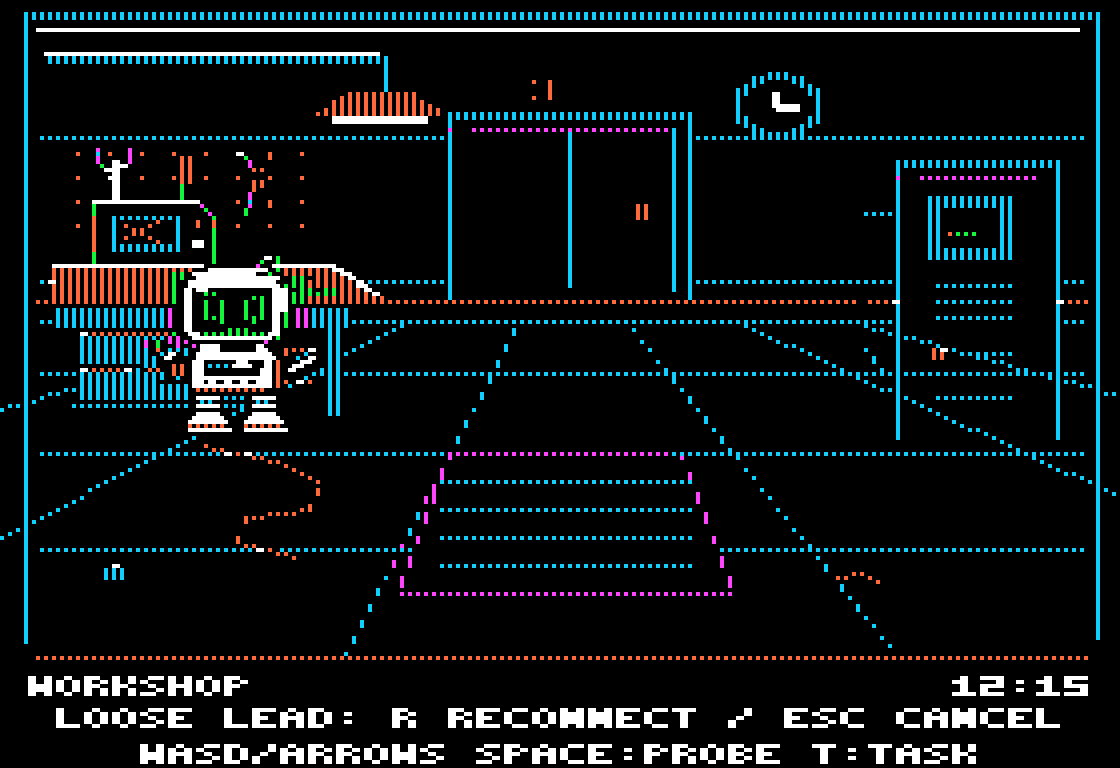 WORKSHOP 12:15
LOOSE LEAD: R RECONNECT / ESC CANCEL
WASD/ARROWS SPACE:PROBE T:TASK